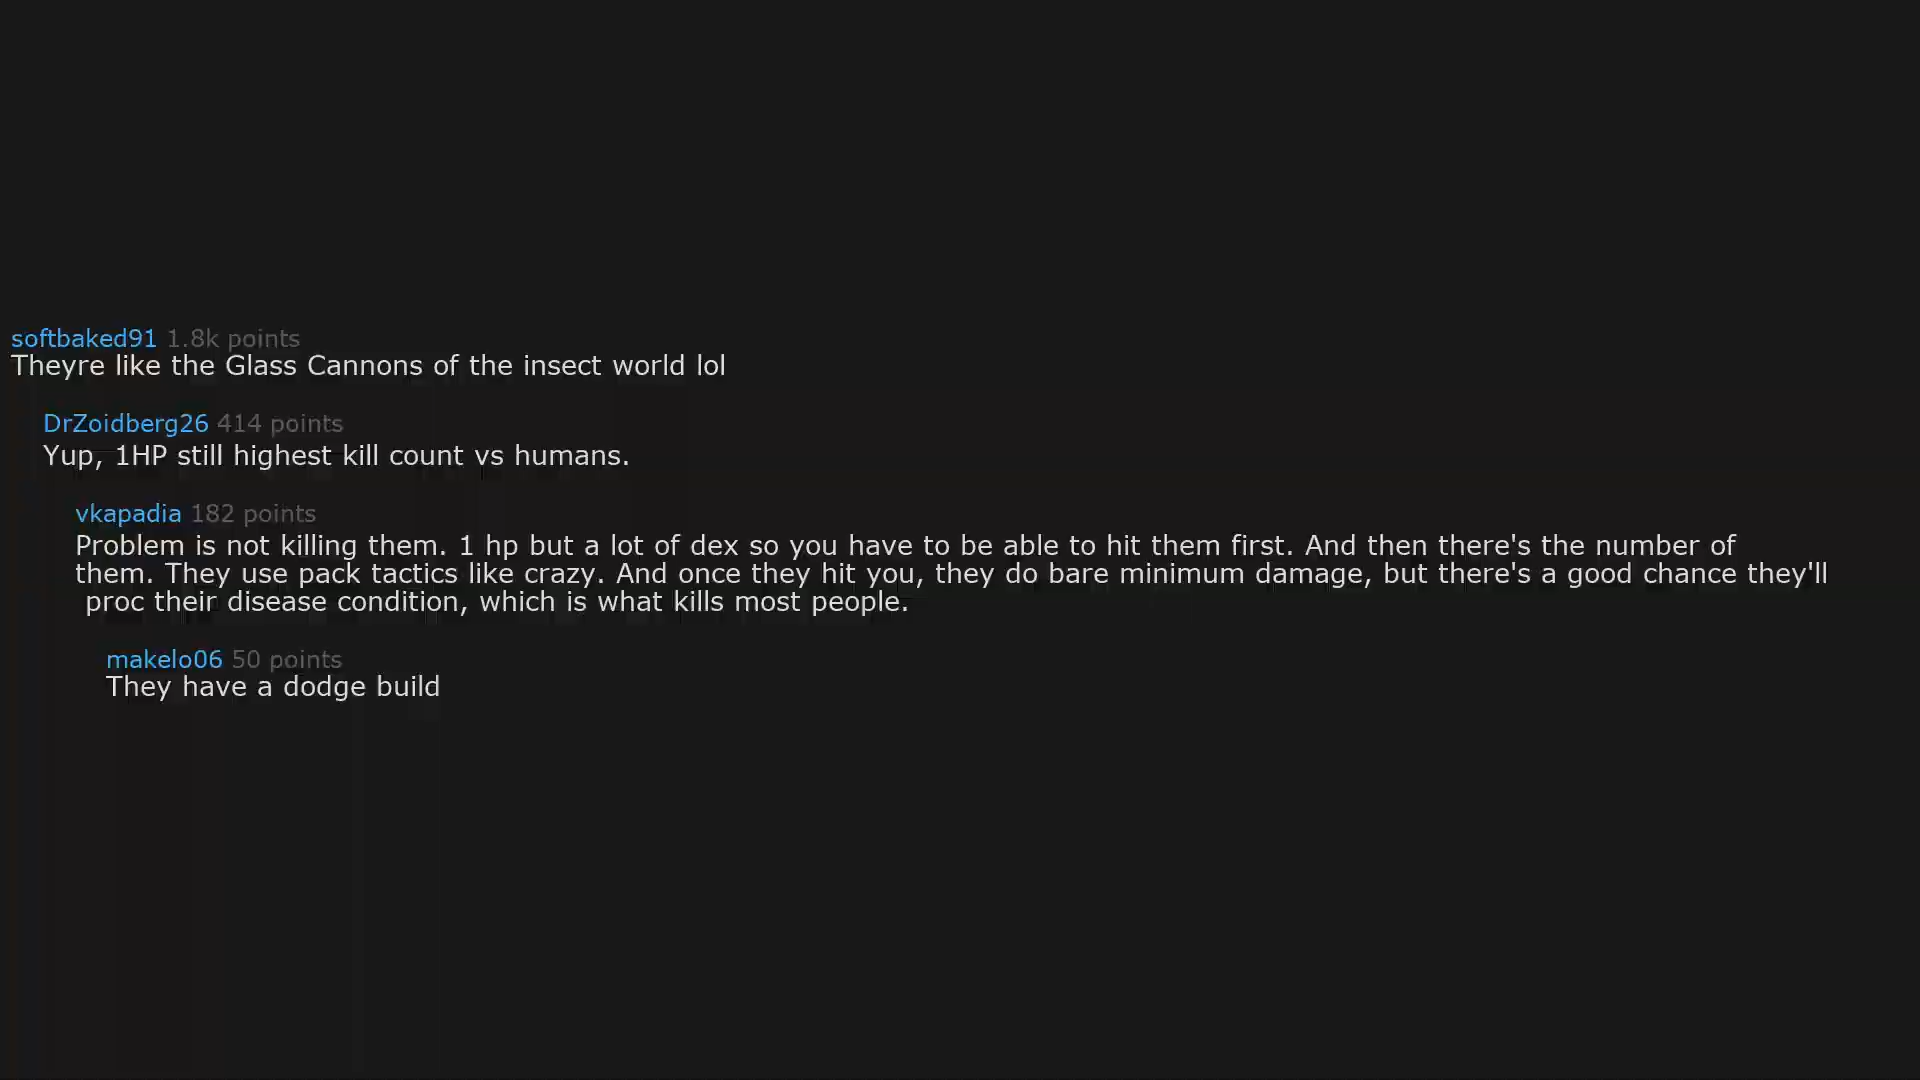 softbaked91 1.8k points
Theyre like the Glass Cannons of the insect world lol
DrZoidberg26 414 points
Yup, 1HP still highest kill count vs humans.
vkapadia 182 points
Problem is not killing them. 1 hp but a lot of dex so you have to be able to hit them first. And then there's the number of
them. They use pack tactics like crazy. And once they hit you, they do bare minimum damage, but there's a good chance they'll
proc their disease condition, which is what kills most people.
makelo06 50 points
They have a dodge build